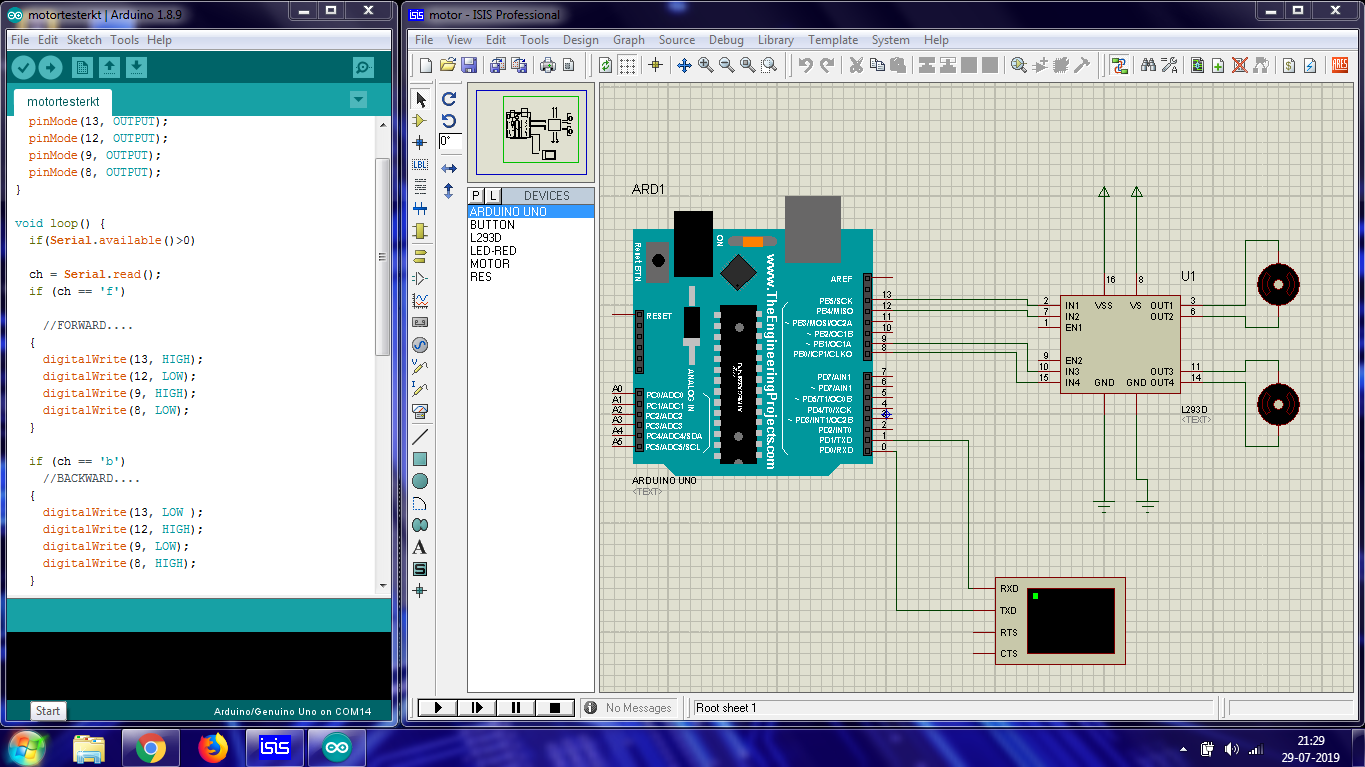 motortesterkt | Arduino 1.8.9
File Edit Sketch Tools Help
motortesterkt
pinMode(13, OUTPUT);
pinMode(12, OUTPUT);
pinMode(9, OUTPUT);
pinMode(8, OUTPUT);
}
void loop() {
if(Serial.available()>0)
ch = Serial.read();
if (ch == 'f')
//FORWARD....
{
digitalWrite(13, HIGH);
digitalWrite(12, LOW);
digitalWrite(9, HIGH);
digitalWrite(8, LOW);
}
if (ch == 'b')
//BACKWARD....
{
digitalWrite(13, LOW );
digitalWrite(12, HIGH);
digitalWrite(9, LOW);
digitalWrite(8, HIGH);
}
Start
Arduino/Genuino Uno on COM14
isis motor - ISIS Professional
File View Edit Tools Design Graph Source Debug Library Template System Help
ARES
0°
LBL
A
S
P L DEVICES
ARDUINO UNO
BUTTON
L293D
LED-RED
MOTOR
RES
ARD1
Reset BTN
ON
www.TheEngineeringProjects.com
ANALOG IN
RESET
A0 PC0/ADC0
A1 PC1/ADC1
A2 PC2/ADC2
A3 PC3/ADC3
A4 PC4/ADC4/SDA
A5 PC5/ADC5/SCL
AREF
PB5/SCK 13
PB4/MISO 12
~ PB3/MOSI/OC2A 11
~ PB2/OC1B 10
~ PB1/OC1A 9
PB0/ICP1/CLKO 8
PD7/AIN1 7
~ PD6/AIN1 6
~ PD5/T1/OC0B 5
PD4/T0/XCK 4
~ PD3/INT1/OC2B
PD2/INT0 2
PD1/TXD 1
PD0/RXD 0
ARDUINO UNO
<TEXT>
U1
16 8
2 IN1 VSS VS OUT1 3
7 IN2 OUT2 6
1 EN1
9 EN2
10 IN3 OUT3 11
15 IN4 GND GND OUT4 14
L293D
<TEXT>
RXD
TXD
RTS
CTS
No Messages
Root sheet 1
isis
21:29
29-07-2019